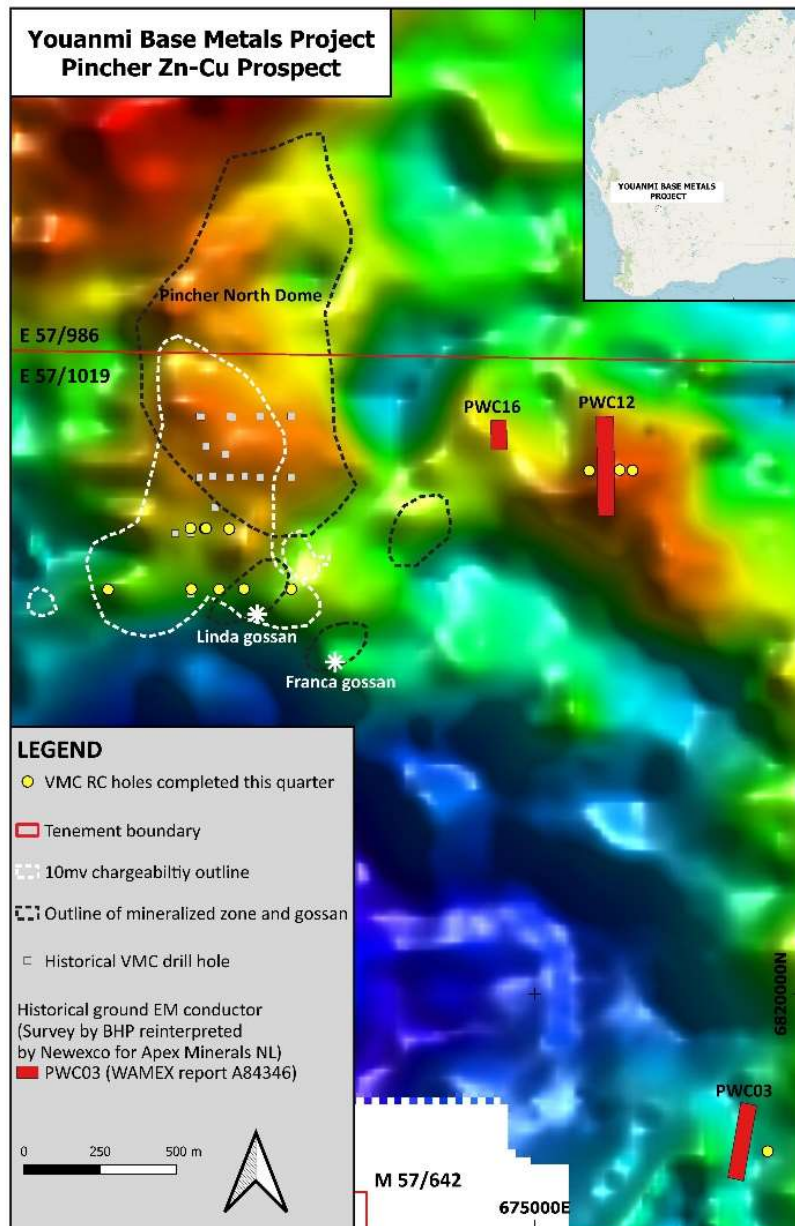 Youanmi Base Metals Project
Pincher Zn-Cu Prospect
YOUANMI BASE METALS
PROJECT
Pincher North Dome
E 57/986
E 57/1019
PWC16
PWC12
Linda gossan
Franca gossan
LEGEND
VMC RC holes completed this quarter
Tenement boundary
10mv chargeabiltiy outline
Outline of mineralized zone and gossan
Historical VMC drill hole
Historical ground EM conductor
(Survey by BHP reinterpreted
by Newexco for Apex Minerals NL)
PWC03 (WAMEX report A84346)
0 250 500 m
6820000N
PWC03
M 57/642
675000E